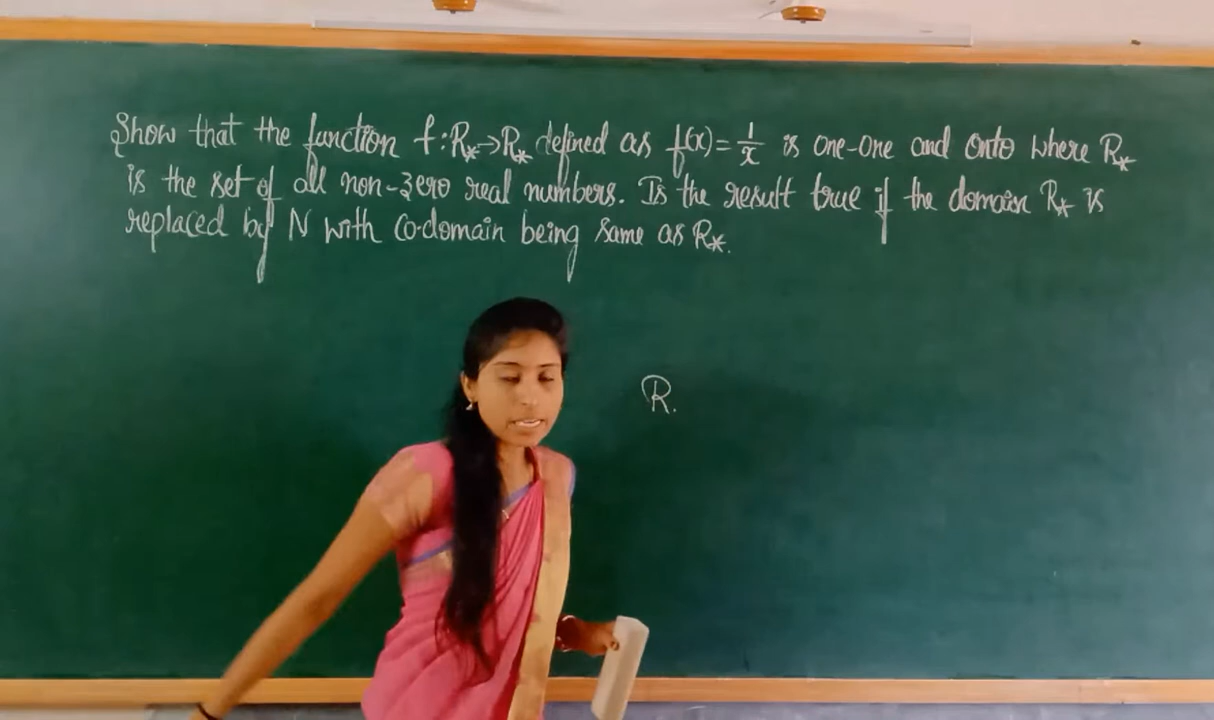 Show that the function f:R*→R* defined as f(x)=1/x is one-one and onto where R*
is the set of all non-zero real numbers. Is the result true if the domain R* is
replaced by N with co-domain being same as R*.
R.